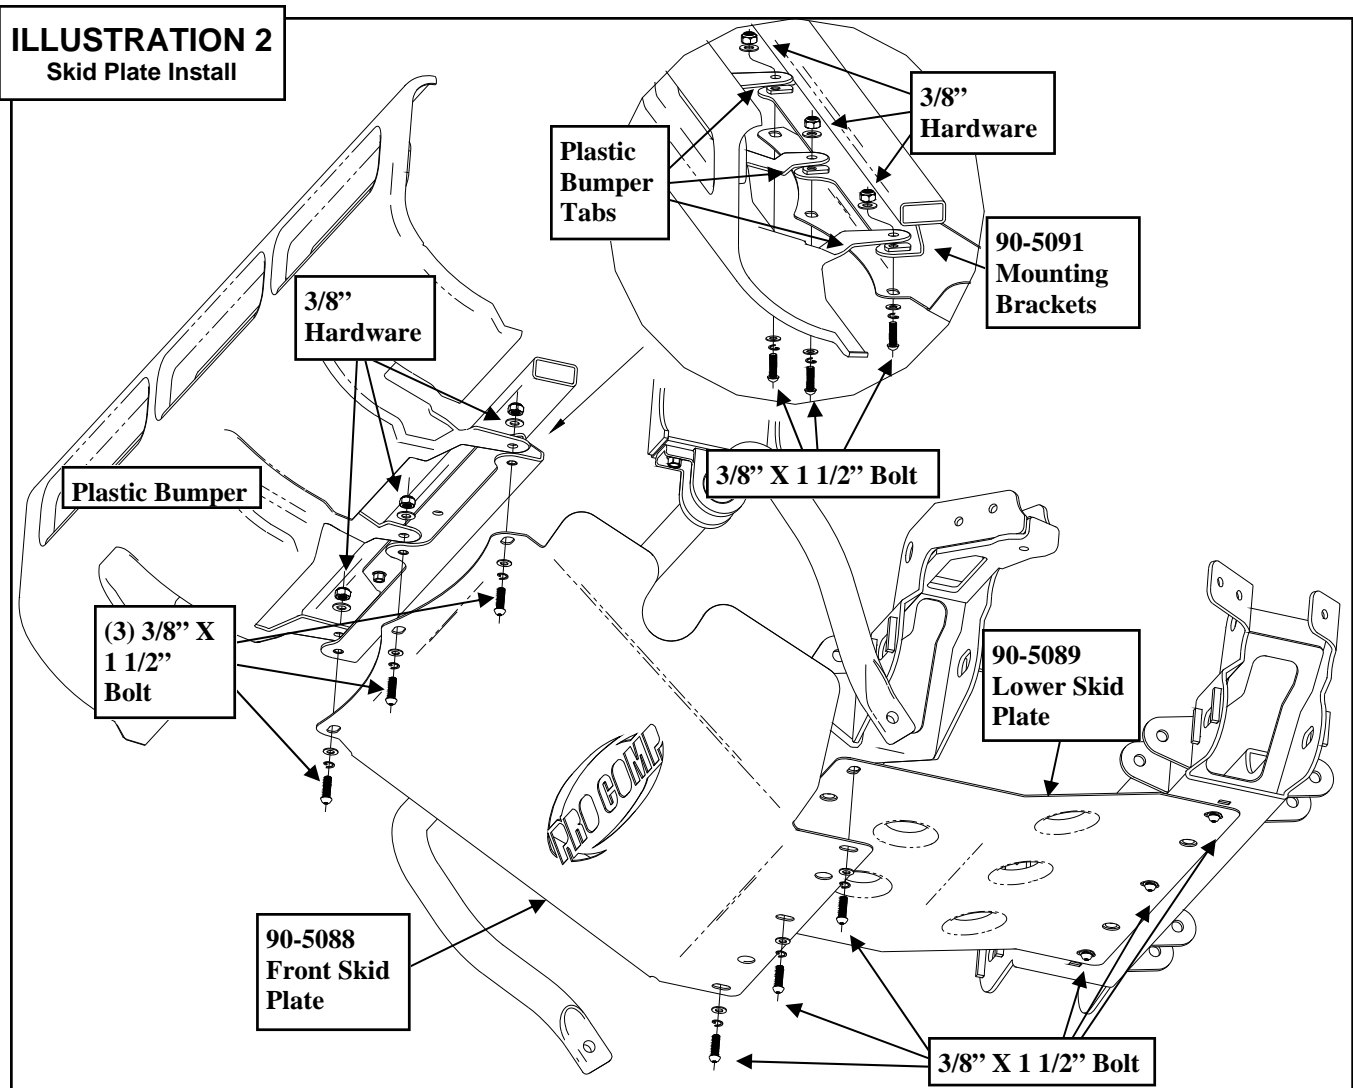 ILLUSTRATION 2
Skid Plate Install
3/8”
Hardware
Plastic
Bumper
Tabs
90-5091
Mounting
Brackets
3/8”
Hardware
3/8” X 1 1/2” Bolt
Plastic Bumper
(3) 3/8” X
1 1/2”
Bolt
90-5089
Lower Skid
Plate
PRO COMP
90-5088
Front Skid
Plate
3/8” X 1 1/2” Bolt